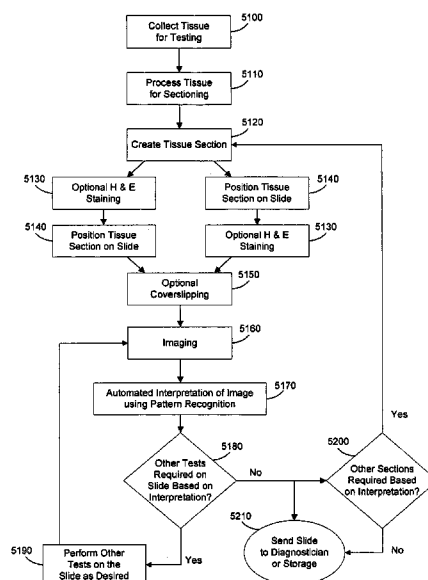 5100
Collect Tissue
for Testing
5110
Process Tissue
for Sectioning
5120
Create Tissue Section
5130
Optional H & E
Staining
5140
Position Tissue
Section on Slide
5140
Position Tissue
Section on Slide
5130
Optional H & E
Staining
5150
Optional
Coverslipping
5160
Imaging
5170
Automated Interpretation of Image
using Pattern Recognition
5180
Other Tests
Required on
Slide Based on
Interpretation?
No
Yes
5200
Other Sections
Required Based
on Interpretation?
Yes
No
5210
Send Slide
to Diagnostician
or Storage
5190
Perform Other
Tests on the
Slide as Desired